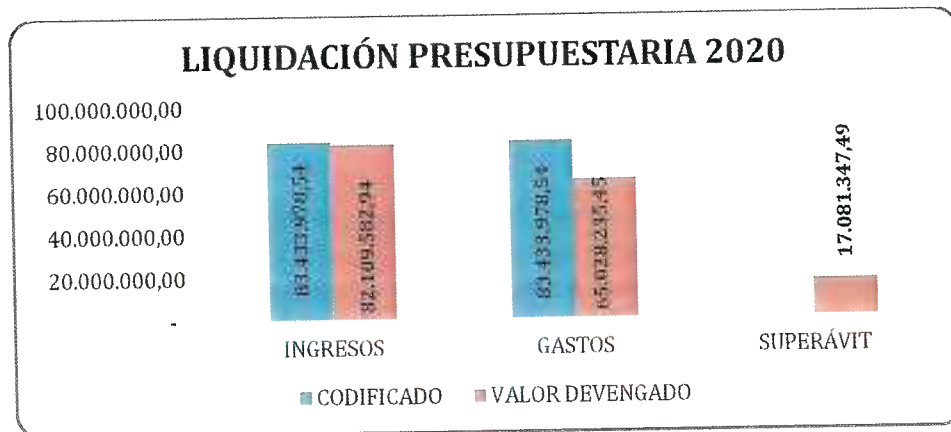 LIQUIDACIÓN PRESUPUESTARIA 2020
100.000.000,00
80.000.000,00
60.000.000,00
40.000.000,00
20.000.000,00
-
83.433.978,54
82.109.582,94
83.433.978,54
65.028.235,45
17.081.347,49
INGRESOS
GASTOS
SUPERÁVIT
CODIFICADO
VALOR DEVENGADO